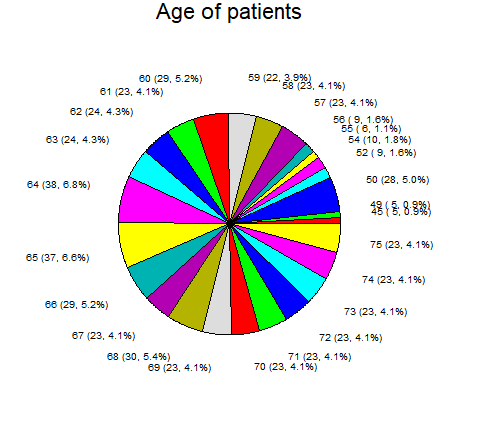 Age of patients
60 (29, 5.2%)
59 (22, 3.9%)
58 (23, 4.1%)
61 (23, 4.1%)
57 (23, 4.1%)
62 (24, 4.3%)
56 ( 9, 1.6%)
55 ( 6, 1.1%)
63 (24, 4.3%)
54 (10, 1.8%)
52 ( 9, 1.6%)
64 (38, 6.8%)
50 (28, 5.0%)
49 ( 5, 0.9%)
45 ( 5, 0.9%)
75 (23, 4.1%)
65 (37, 6.6%)
74 (23, 4.1%)
66 (29, 5.2%)
73 (23, 4.1%)
67 (23, 4.1%)
72 (23, 4.1%)
68 (30, 5.4%)
71 (23, 4.1%)
69 (23, 4.1%)
70 (23, 4.1%)